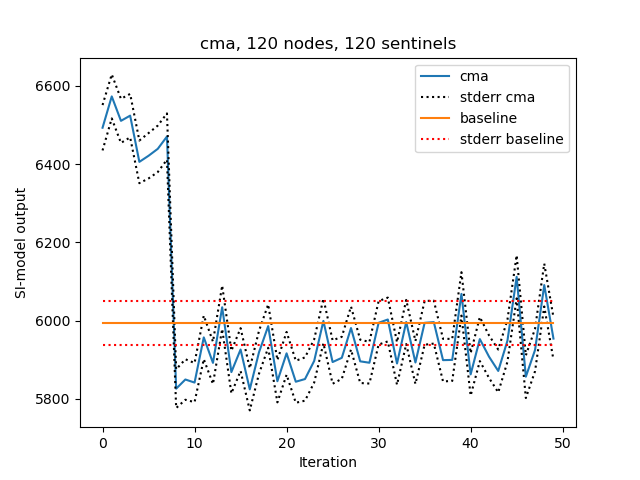 cma, 120 nodes, 120 sentinels
cma
stderr cma
baseline
stderr baseline
6600
6400
6200
6000
5800
SI-model output
0 10 20 30 40 50
Iteration